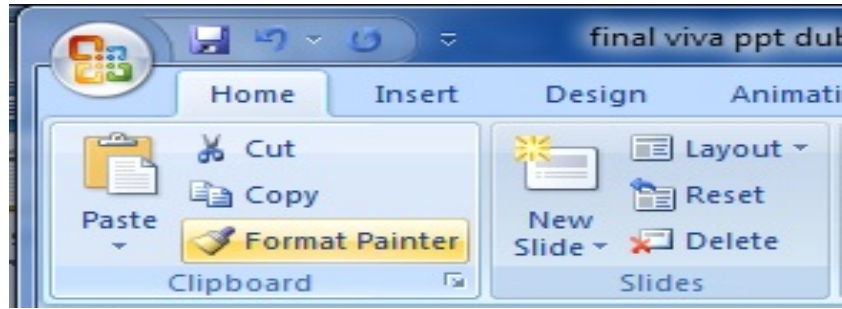 final viva ppt dub
Home Insert Design Animati
Paste
Cut
Copy
Format Painter
Clipboard
New
Slide
Layout
Reset
Delete
Slides